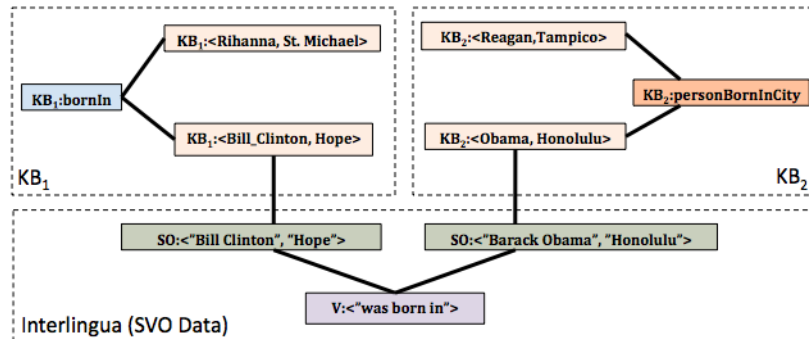 KB₁:<Rihanna, St. Michael>
KB₂:<Reagan,Tampico>
KB₁:bornIn
KB₂:personBornInCity
KB₁:<Bill_Clinton, Hope>
KB₂:<Obama, Honolulu>
KB₁
KB₂
SO:<“Bill Clinton”, “Hope”>
SO:<“Barack Obama”, “Honolulu”>
V:<“was born in”>
Interlingua (SVO Data)